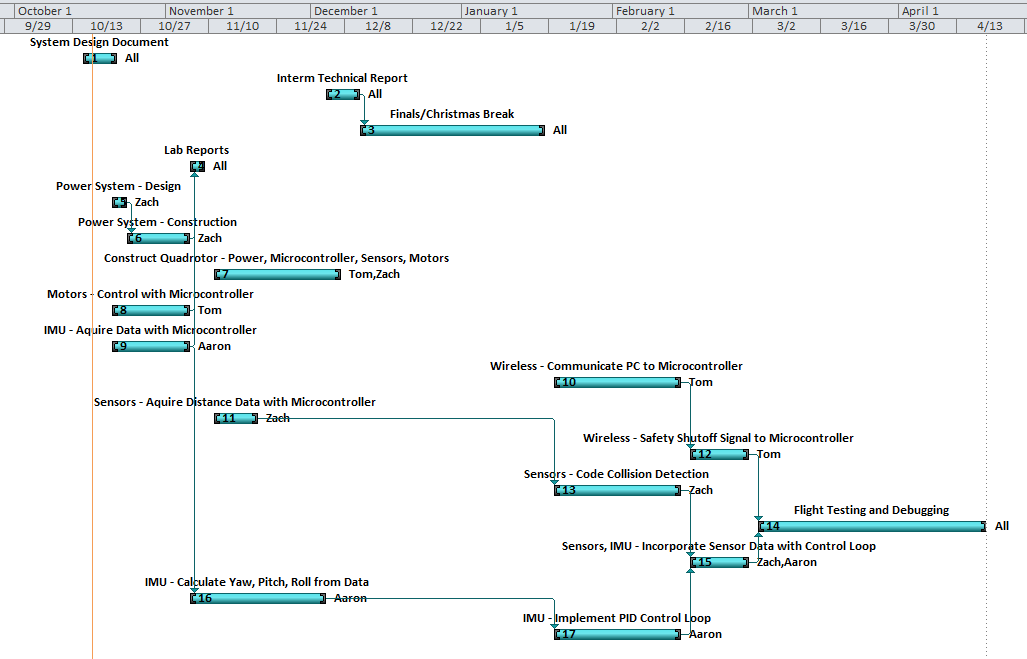 October 1 November 1 December 1 January 1 February 1 March 1 April 1
9/29 10/13 10/27 11/10 11/24 12/8 12/22 1/5 1/19 2/2 2/16 3/2 3/16 3/30 4/13
System Design Document
1 All
Interm Technical Report
2 All
Finals/Christmas Break
3 All
Lab Reports
4 All
Power System - Design
5 Zach
Power System - Construction
6 Zach
Construct Quadrotor - Power, Microcontroller, Sensors, Motors
7 Tom,Zach
Motors - Control with Microcontroller
8 Tom
IMU - Aquire Data with Microcontroller
9 Aaron
Wireless - Communicate PC to Microcontroller
10 Tom
Sensors - Aquire Distance Data with Microcontroller
11 Zach
Wireless - Safety Shutoff Signal to Microcontroller
12 Tom
Sensors - Code Collision Detection
13 Zach
Flight Testing and Debugging
14 All
Sensors, IMU - Incorporate Sensor Data with Control Loop
15 Zach,Aaron
IMU - Calculate Yaw, Pitch, Roll from Data
16 Aaron
IMU - Implement PID Control Loop
17 Aaron